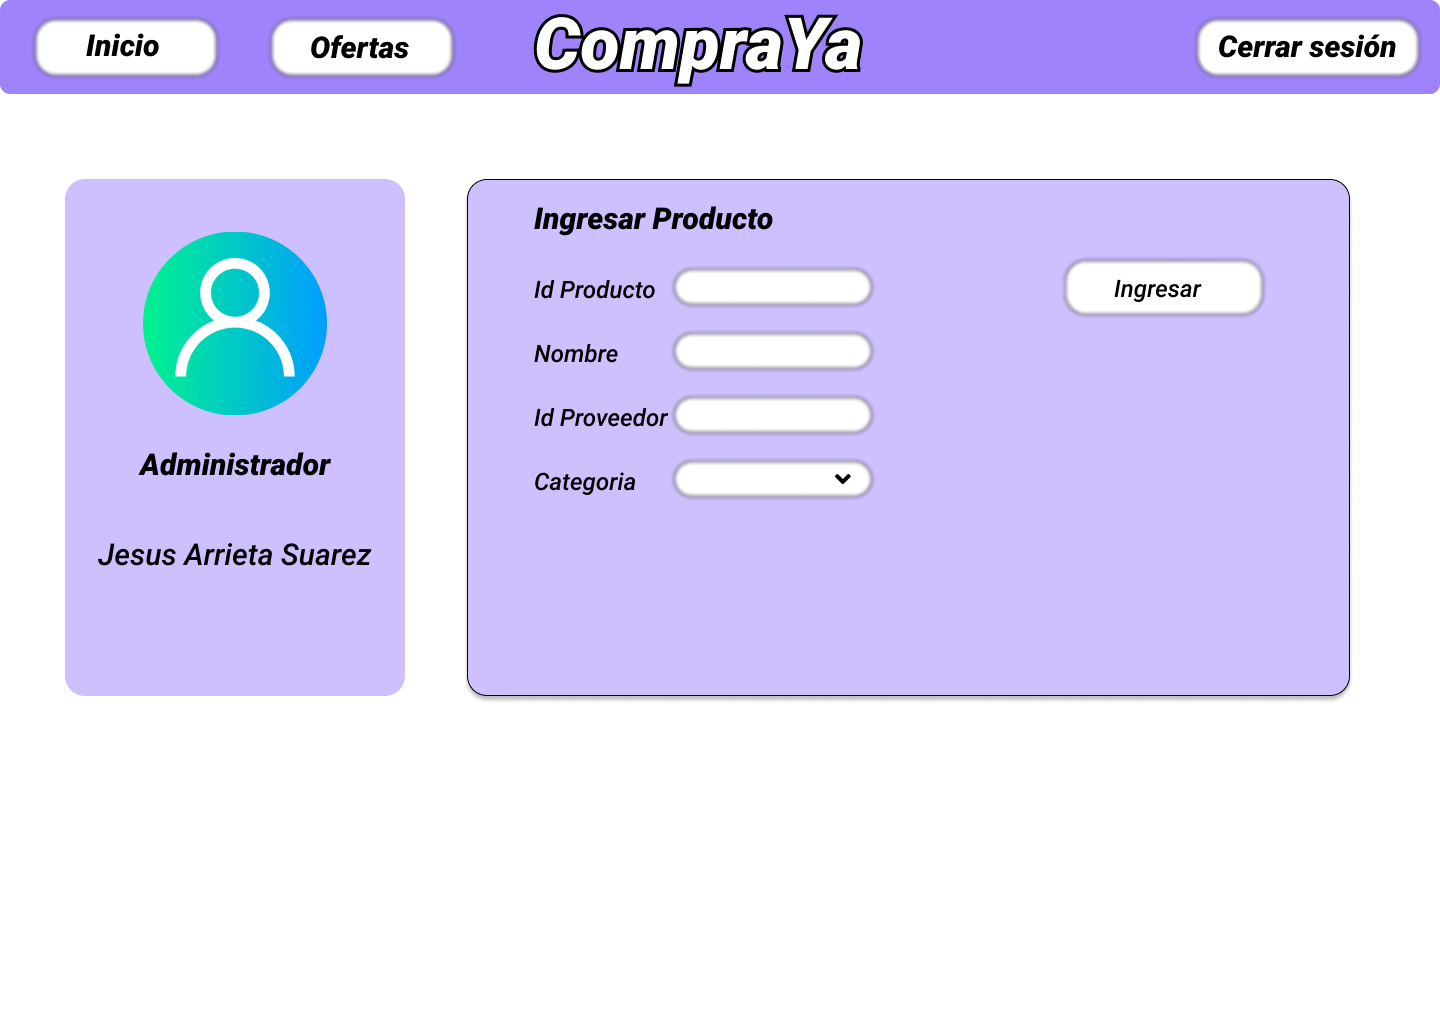 Inicio
Ofertas
CompraYa
Cerrar sesión
Administrador
Jesus Arrieta Suarez
Ingresar Producto
Id Producto
Ingresar
Nombre
Id Proveedor
Categoria